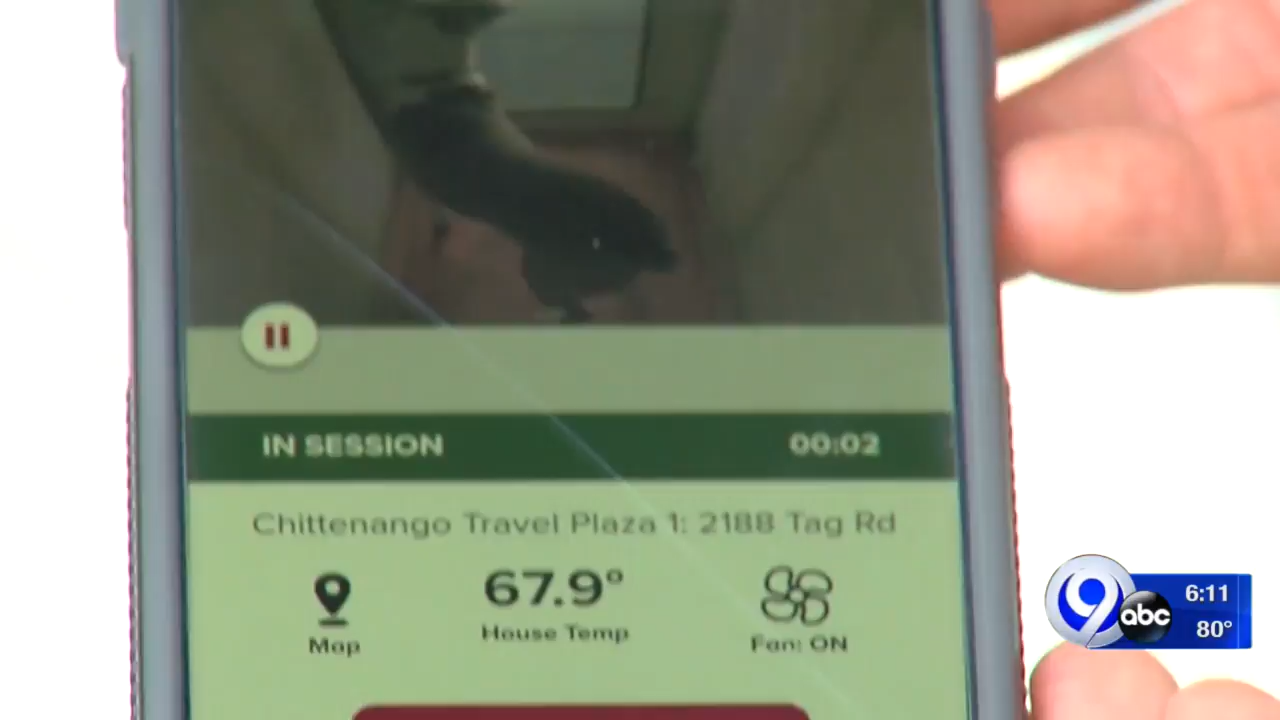 IN SESSION 00:02
Chittenango Travel Plaza 1: 2188 Tag Rd
67.9°
Map House Temp Fan: ON
9 abc 6:11
80°